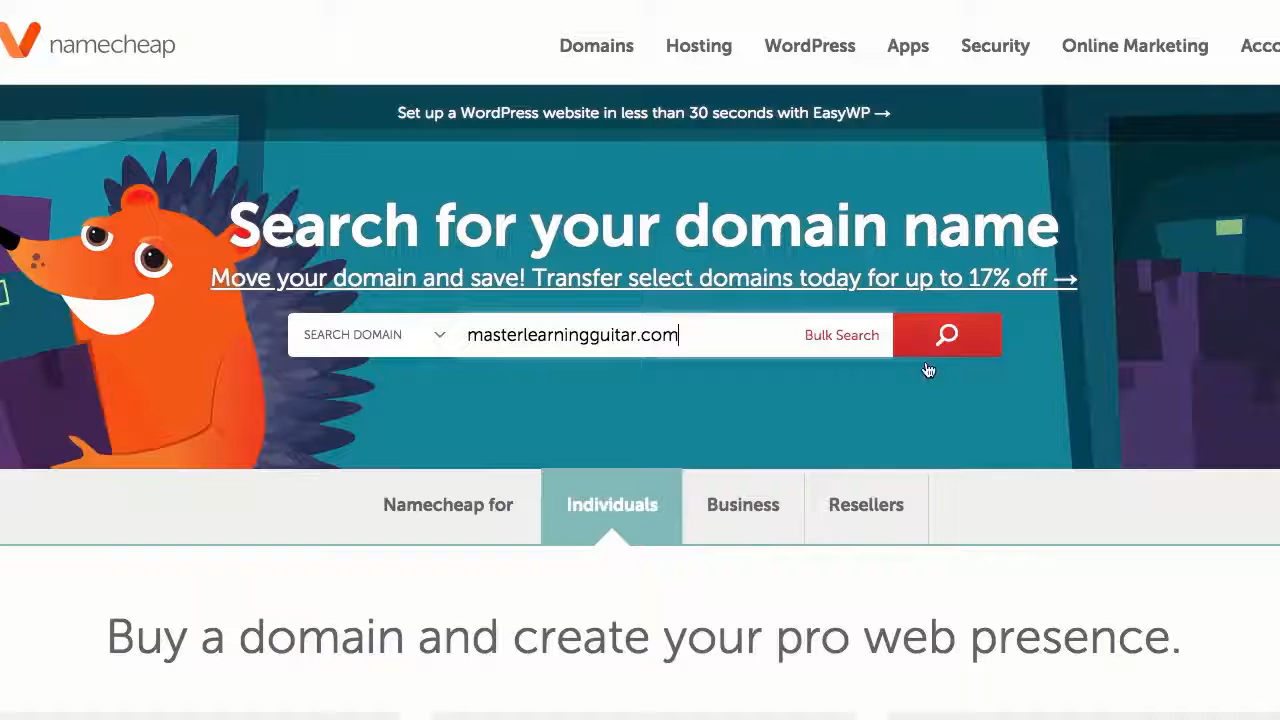 namecheap
Domains Hosting WordPress Apps Security Online Marketing Acco
Set up a WordPress website in less than 30 seconds with EasyWP →
Search for your domain name
Move your domain and save! Transfer select domains today for up to 17% off →
SEARCH DOMAIN masterlearningguitar.com Bulk Search
Namecheap for Individuals Business Resellers
Buy a domain and create your pro web presence.